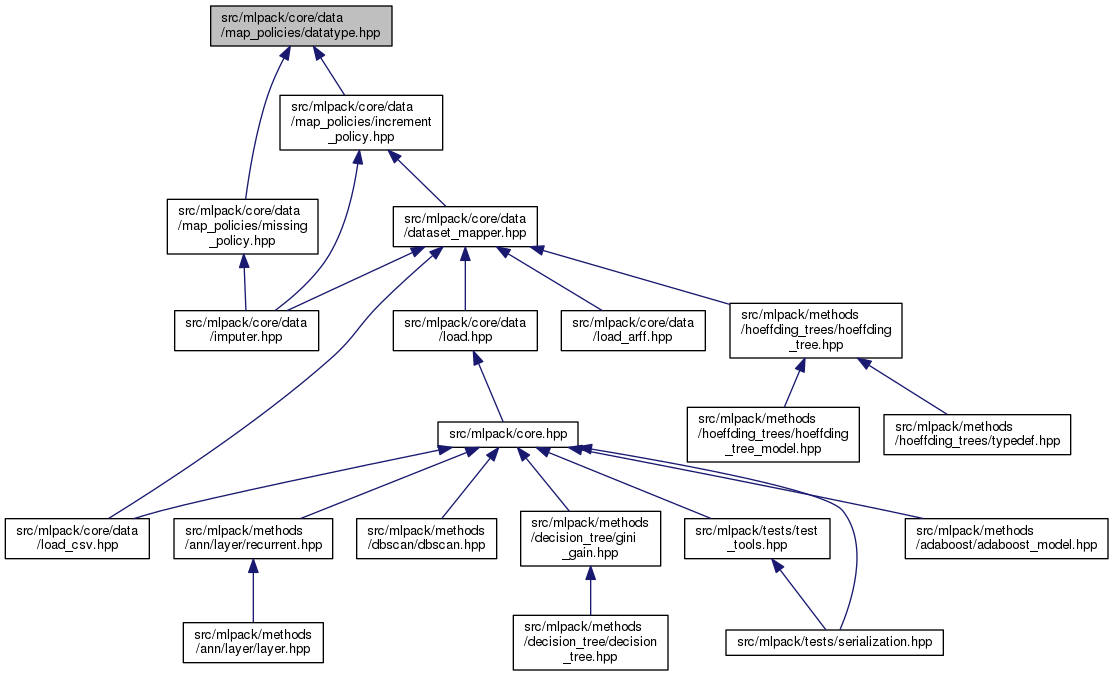 src/mlpack/core/data
/map_policies/datatype.hpp
src/mlpack/core/data
/map_policies/increment
_policy.hpp
src/mlpack/core/data
/map_policies/missing
_policy.hpp
src/mlpack/core/data
/dataset_mapper.hpp
src/mlpack/core/data
/imputer.hpp
src/mlpack/core/data
/load.hpp
src/mlpack/core/data
/load_arff.hpp
src/mlpack/methods
/hoeffding_trees/hoeffding
_tree.hpp
src/mlpack/core.hpp
src/mlpack/methods
/hoeffding_trees/hoeffding
_tree_model.hpp
src/mlpack/methods
/hoeffding_trees/typedef.hpp
src/mlpack/core/data
/load_csv.hpp
src/mlpack/methods
/ann/layer/recurrent.hpp
src/mlpack/methods
/dbscan/dbscan.hpp
src/mlpack/methods
/decision_tree/gini
_gain.hpp
src/mlpack/tests/test
_tools.hpp
src/mlpack/methods
/adaboost/adaboost_model.hpp
src/mlpack/methods
/ann/layer/layer.hpp
src/mlpack/methods
/decision_tree/decision
_tree.hpp
src/mlpack/tests/serialization.hpp